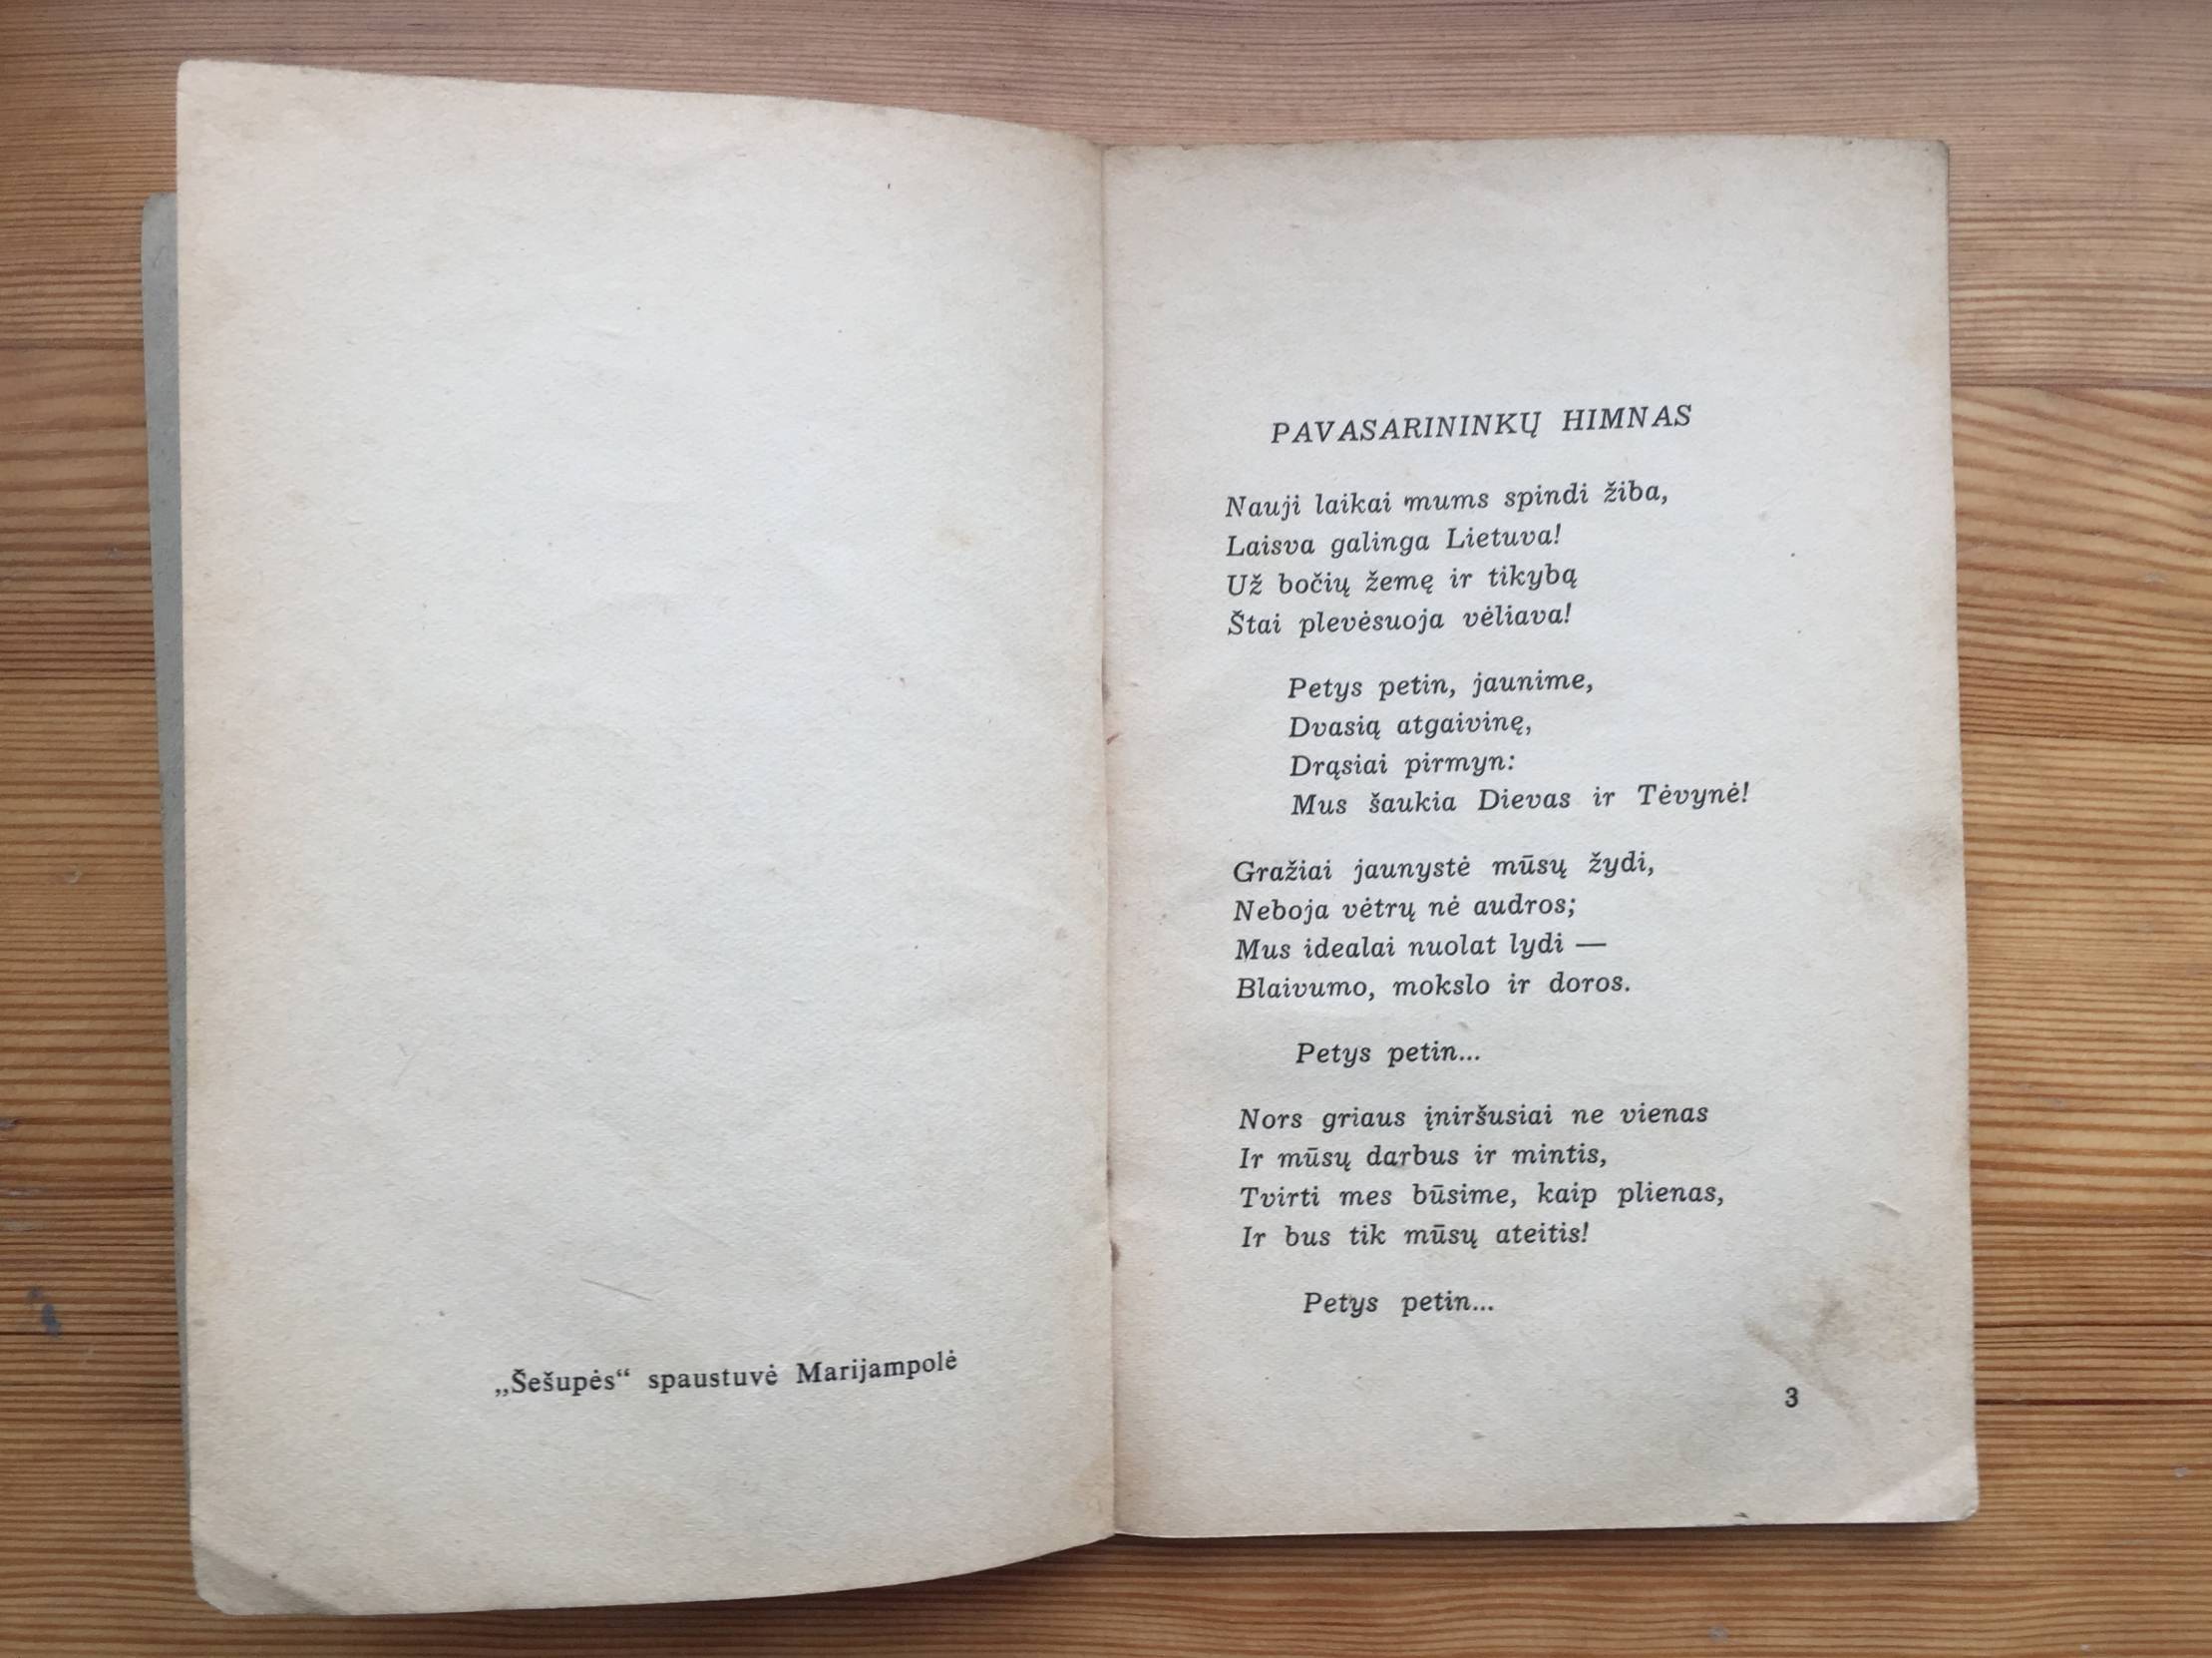 „Šešupės“ spaustuvė Marijampolė
PAVASARININKŲ HIMNAS
Nauji laikai mums spindi žiba,
Laisva galinga Lietuva!
Už bočių žemę ir tikybą
Štai plevėsuoja vėliava!
Petys petin, jaunime,
Dvasią atgaivinę,
Drąsiai pirmyn:
Mus šaukia Dievas ir Tėvynė!
Gražiai jaunystė mūsų žydi,
Neboja vėtrų nė audros;
Mus idealai nuolat lydi —
Blaivumo, mokslo ir doros.
Petys petin...
Nors griaus įniršusiai ne vienas
Ir mūsų darbus ir mintis,
Tvirti mes būsime, kaip plienas,
Ir bus tik mūsų ateitis!
Petys petin...
3